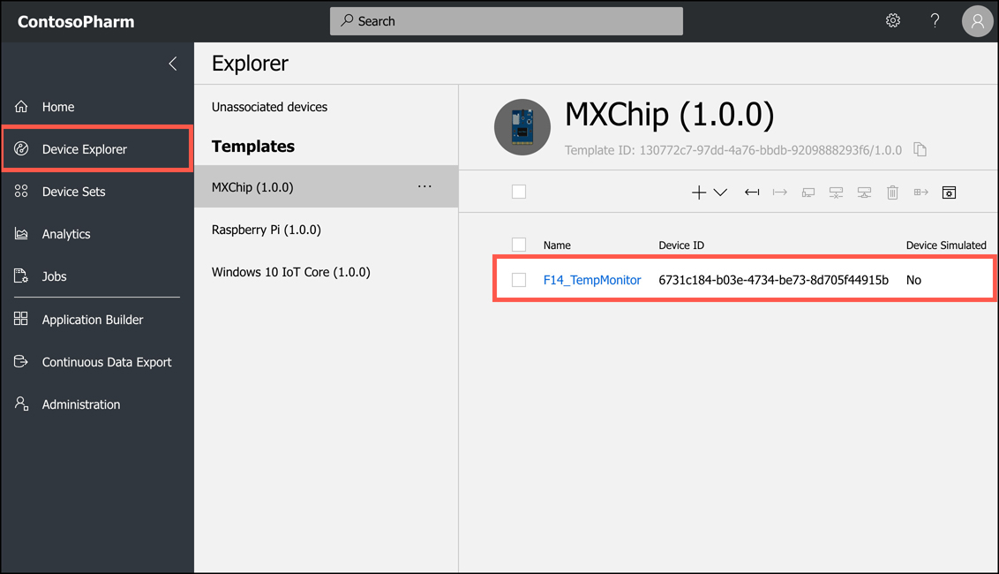 ContosoPharm
Search
?
Home
Device Explorer
Device Sets
Analytics
Jobs
Application Builder
Continuous Data Export
Administration
Explorer
Unassociated devices
Templates
MXChip (1.0.0)
...
Raspberry Pi (1.0.0)
Windows 10 IoT Core (1.0.0)
MXChip (1.0.0)
Template ID: 130772c7-97dd-4a76-bbdb-9209888293f6/1.0.0
Name Device ID Device Simulated
F14_TempMonitor 6731c184-b03e-4734-be73-8d705f44915b No